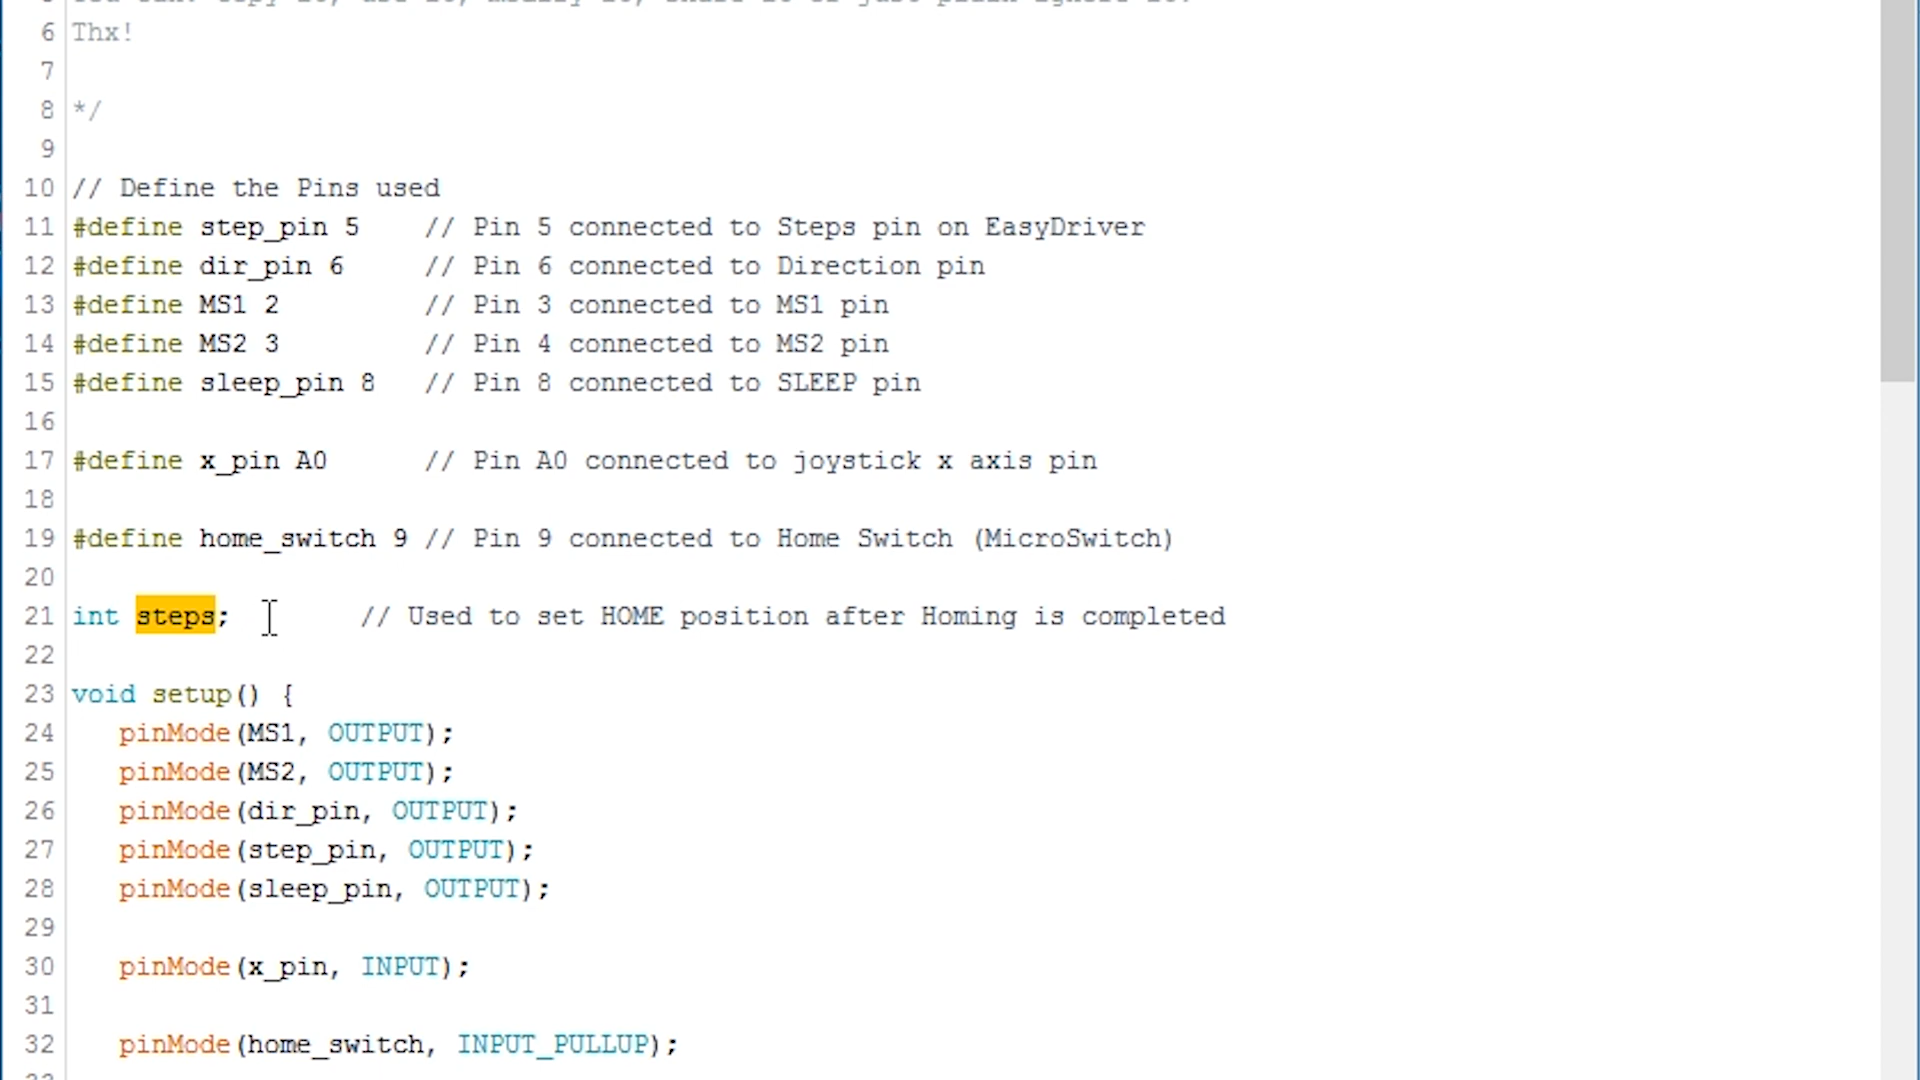 6 Thx!
7
8 */
9
10 // Define the Pins used
11 #define step_pin 5    // Pin 5 connected to Steps pin on EasyDriver
12 #define dir_pin 6     // Pin 6 connected to Direction pin
13 #define MS1 2         // Pin 3 connected to MS1 pin
14 #define MS2 3         // Pin 4 connected to MS2 pin
15 #define sleep_pin 8   // Pin 8 connected to SLEEP pin
16
17 #define x_pin A0      // Pin A0 connected to joystick x axis pin
18
19 #define home_switch 9 // Pin 9 connected to Home Switch (MicroSwitch)
20
21 int steps;        // Used to set HOME position after Homing is completed
22
23 void setup() {
24    pinMode(MS1, OUTPUT);
25    pinMode(MS2, OUTPUT);
26    pinMode(dir_pin, OUTPUT);
27    pinMode(step_pin, OUTPUT);
28    pinMode(sleep_pin, OUTPUT);
29
30    pinMode(x_pin, INPUT);
31
32    pinMode(home_switch, INPUT_PULLUP);